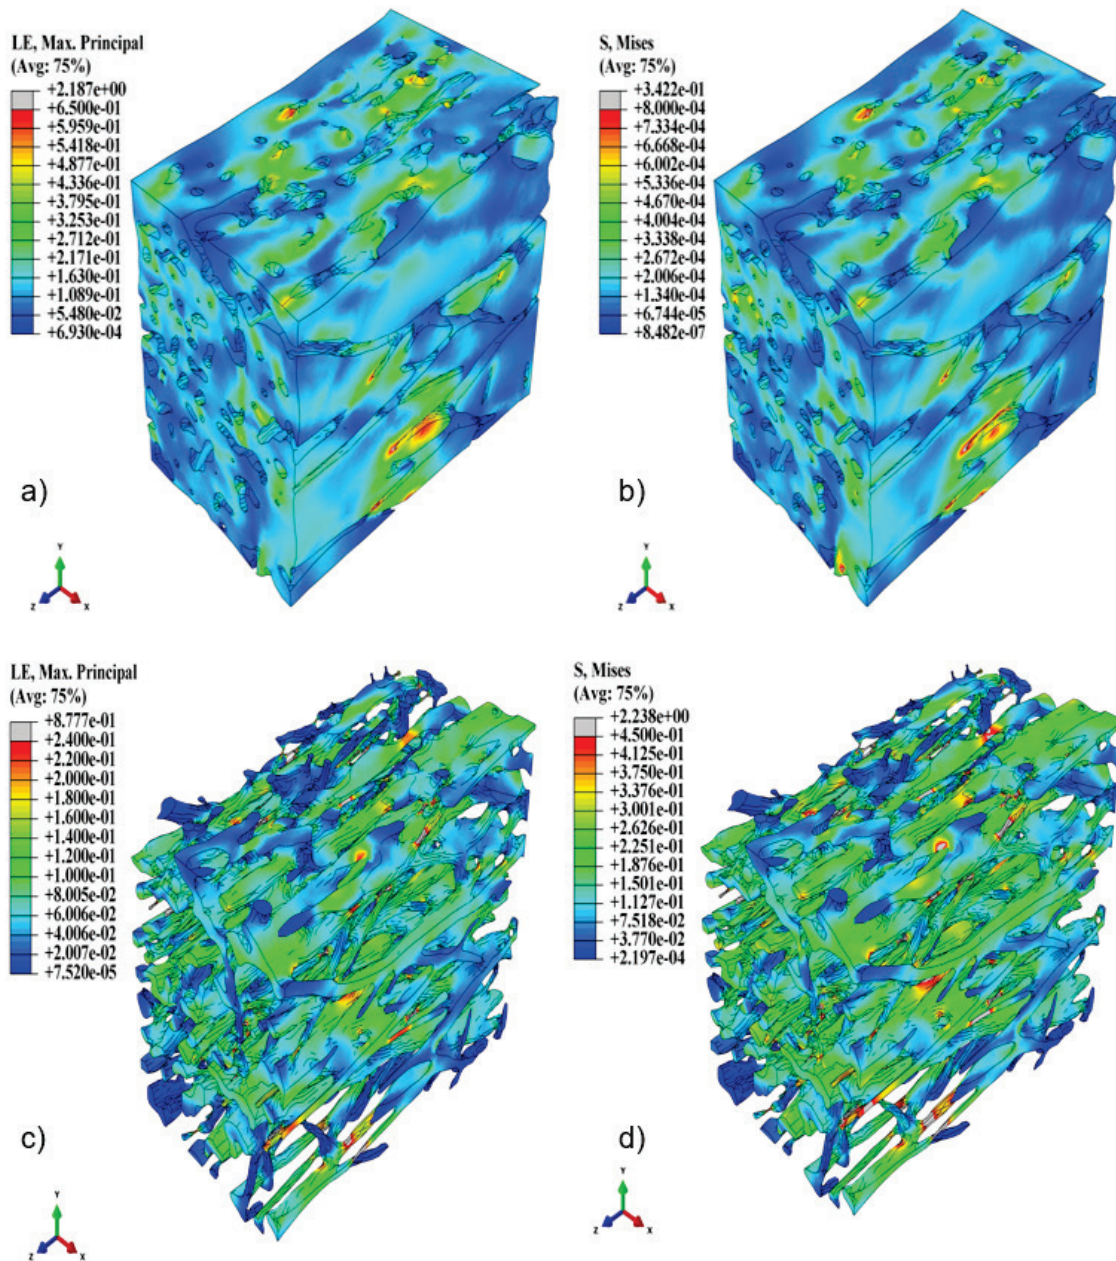 LE, Max. Principal
(Avg: 75%)
+2.187e+00
+6.500e-01
+5.959e-01
+5.418e-01
+4.877e-01
+4.336e-01
+3.795e-01
+3.253e-01
+2.712e-01
+2.171e-01
+1.630e-01
+1.089e-01
+5.480e-02
+6.930e-04
a)
Y
Z
X
S, Mises
(Avg: 75%)
+3.422e-01
+8.000e-04
+7.334e-04
+6.668e-04
+6.002e-04
+5.336e-04
+4.670e-04
+4.004e-04
+3.338e-04
+2.672e-04
+2.006e-04
+1.340e-04
+6.744e-05
+8.482e-07
b)
Y
Z
X
LE, Max. Principal
(Avg: 75%)
+8.777e-01
+2.400e-01
+2.200e-01
+2.000e-01
+1.800e-01
+1.600e-01
+1.400e-01
+1.200e-01
+1.000e-01
+8.005e-02
+6.006e-02
+4.006e-02
+2.007e-02
+7.520e-05
c)
Y
Z
X
S, Mises
(Avg: 75%)
+2.238e+00
+4.500e-01
+4.125e-01
+3.750e-01
+3.376e-01
+3.001e-01
+2.626e-01
+2.251e-01
+1.876e-01
+1.501e-01
+1.127e-01
+7.518e-02
+3.770e-02
+2.197e-04
d)
Y
Z
X